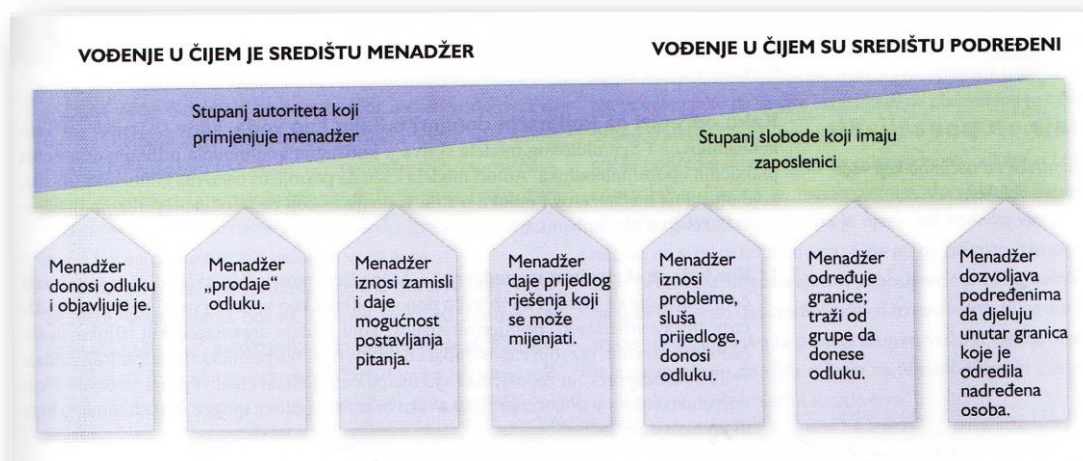 VOĐENJE U ČIJEM JE SREDIŠTU MENADŽER
VOĐENJE U ČIJEM SU SREDIŠTU PODREĐENI
Stupanj autoriteta koji
primjenjuje menadžer
Stupanj slobode koji imaju
zaposlenici
Menadžer
donosi odluku
i objavljuje je.
Menadžer
„prodaje“
odluku.
Menadžer
iznosi zamisli
i daje
mogućnost
postavljanja
pitanja.
Menadžer
daje prijedlog
rješenja koji
se može
mijenjati.
Menadžer
iznosi
probleme,
sluša
prijedloge,
donosi
odluku.
Menadžer
određuje
granice;
traži od
grupe da
donese
odluku.
Menadžer
dozvoljava
podređenima
da djeluju
unutar granica
koje je
odredila
nadređena
osoba.